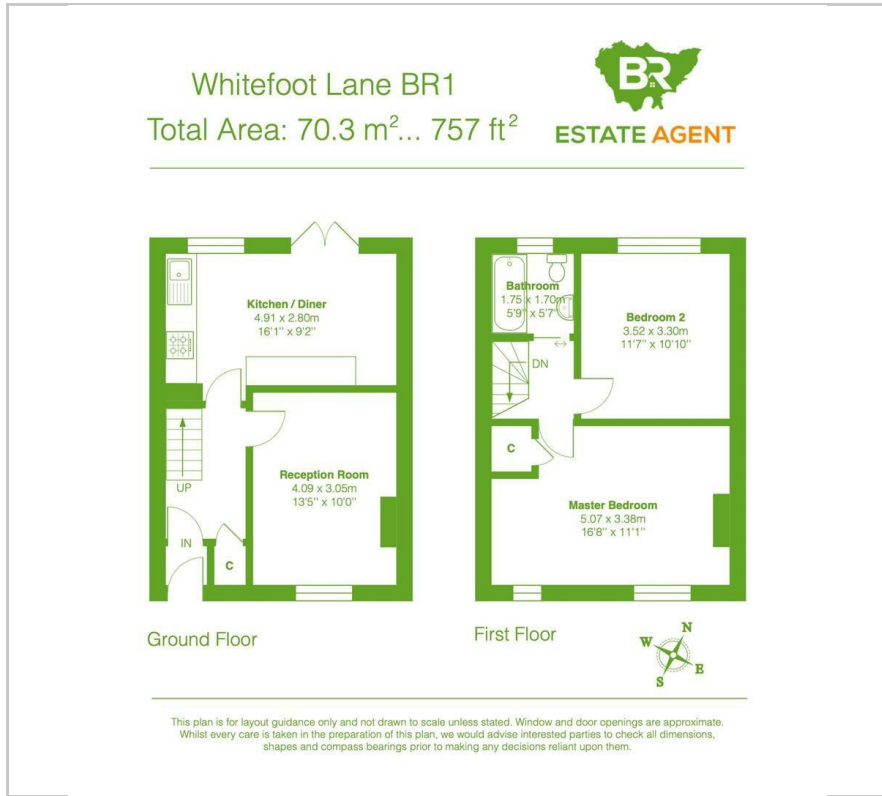 Whitefoot Lane BR1
Total Area: 70.3 m²... 757 ft²
BR
ESTATE AGENT
Kitchen / Diner
4.91 x 2.80m
16'1" x 9'2"
Reception Room
4.09 x 3.05m
13'5" x 10'0"
UP
IN
C
Ground Floor
Bathroom
1.75 x 1.70m
5'9" x 5'7"
Bedroom 2
3.52 x 3.30m
11'7" x 10'10"
DN
C
Master Bedroom
5.07 x 3.38m
16'8" x 11'1"
First Floor
N
W
E
S
This plan is for layout guidance only and not drawn to scale unless stated. Window and door openings are approximate.
Whilst every care is taken in the preparation of this plan, we would advise interested parties to check all dimensions,
shapes and compass bearings prior to making any decisions reliant upon them.